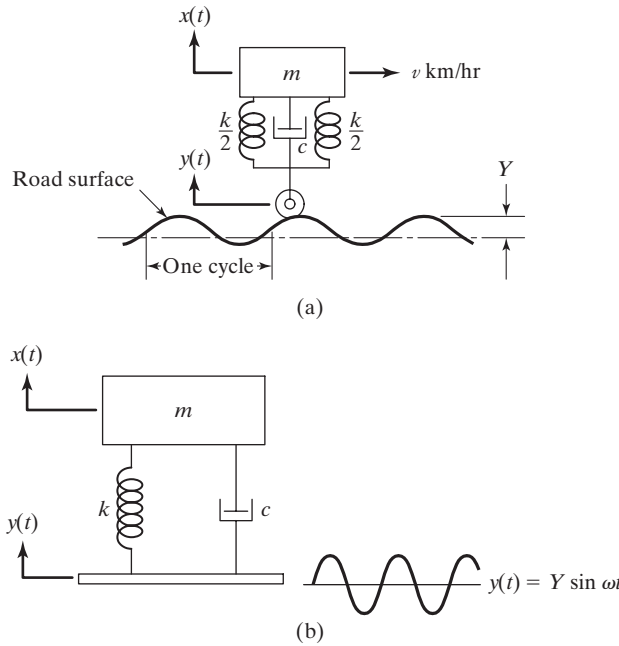 x(t)
m
v km/hr
k/2
c
k/2
y(t)
Y
Road surface
One cycle
(a)
x(t)
m
k
c
y(t)
y(t) = Y sin ωt
(b)